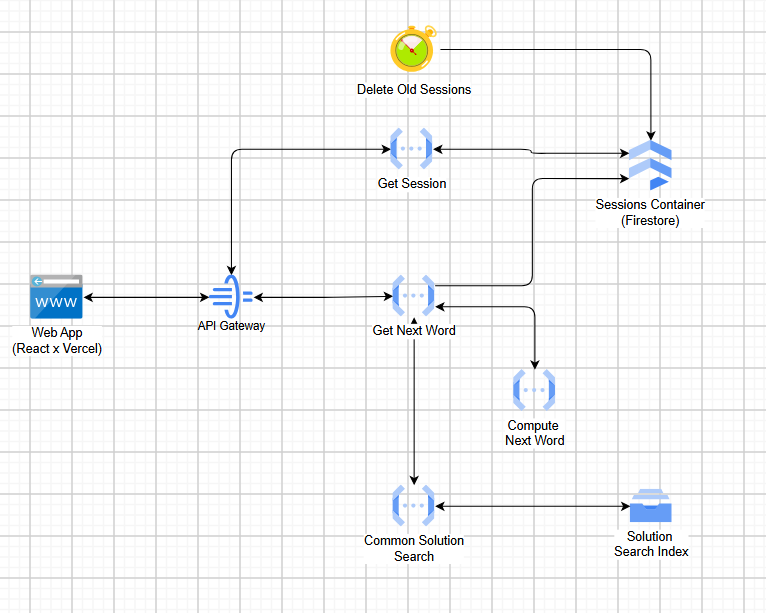 Delete Old Sessions
Get Session
Sessions Container
(Firestore)
WWW
Web App
(React x Vercel)
API Gateway
Get Next Word
Compute
Next Word
Common Solution
Search
Solution
Search Index